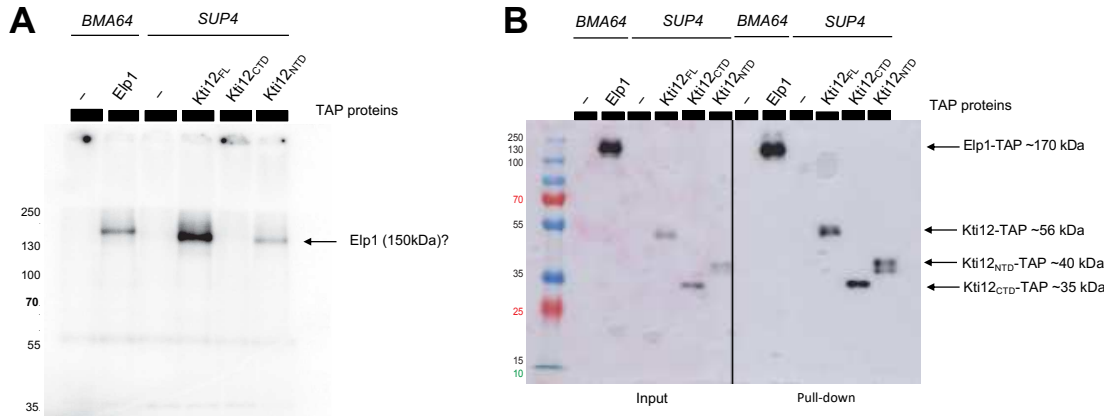 A
BMA64 SUP4
– Elp1 – Kti12FL Kti12CTD Kti12NTD
TAP proteins
250
130
100
70
55
35
Elp1 (150kDa)?
B
BMA64 SUP4 BMA64 SUP4
– Elp1 – Kti12FL Kti12CTD Kti12NTD – Elp1 – Kti12FL Kti12CTD Kti12NTD
TAP proteins
250
130
100
70
55
35
25
15
10
Elp1-TAP ~170 kDa
Kti12-TAP ~56 kDa
Kti12NTD-TAP ~40 kDa
Kti12CTD-TAP ~35 kDa
Input Pull-down